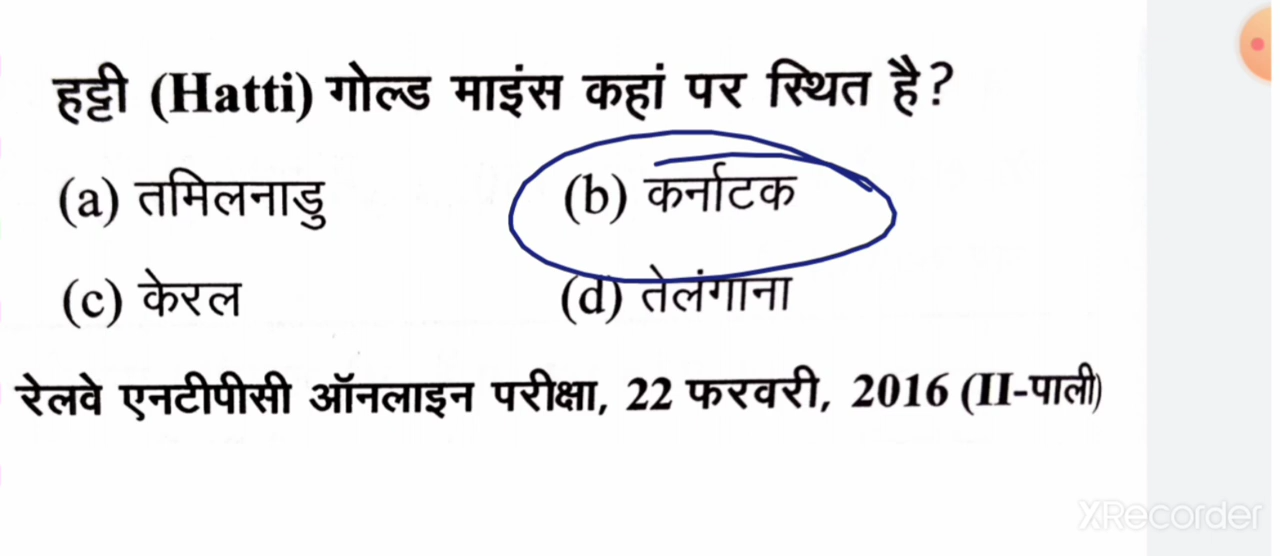 हट्टी (Hatti) गोल्ड माइंस कहां पर स्थित है?
(a) तमिलनाडु (b) कर्नाटक
(c) केरल (d) तेलंगाना
रेलवे एनटीपीसी ऑनलाइन परीक्षा, 22 फरवरी, 2016 (II-पाली)
XRecorder